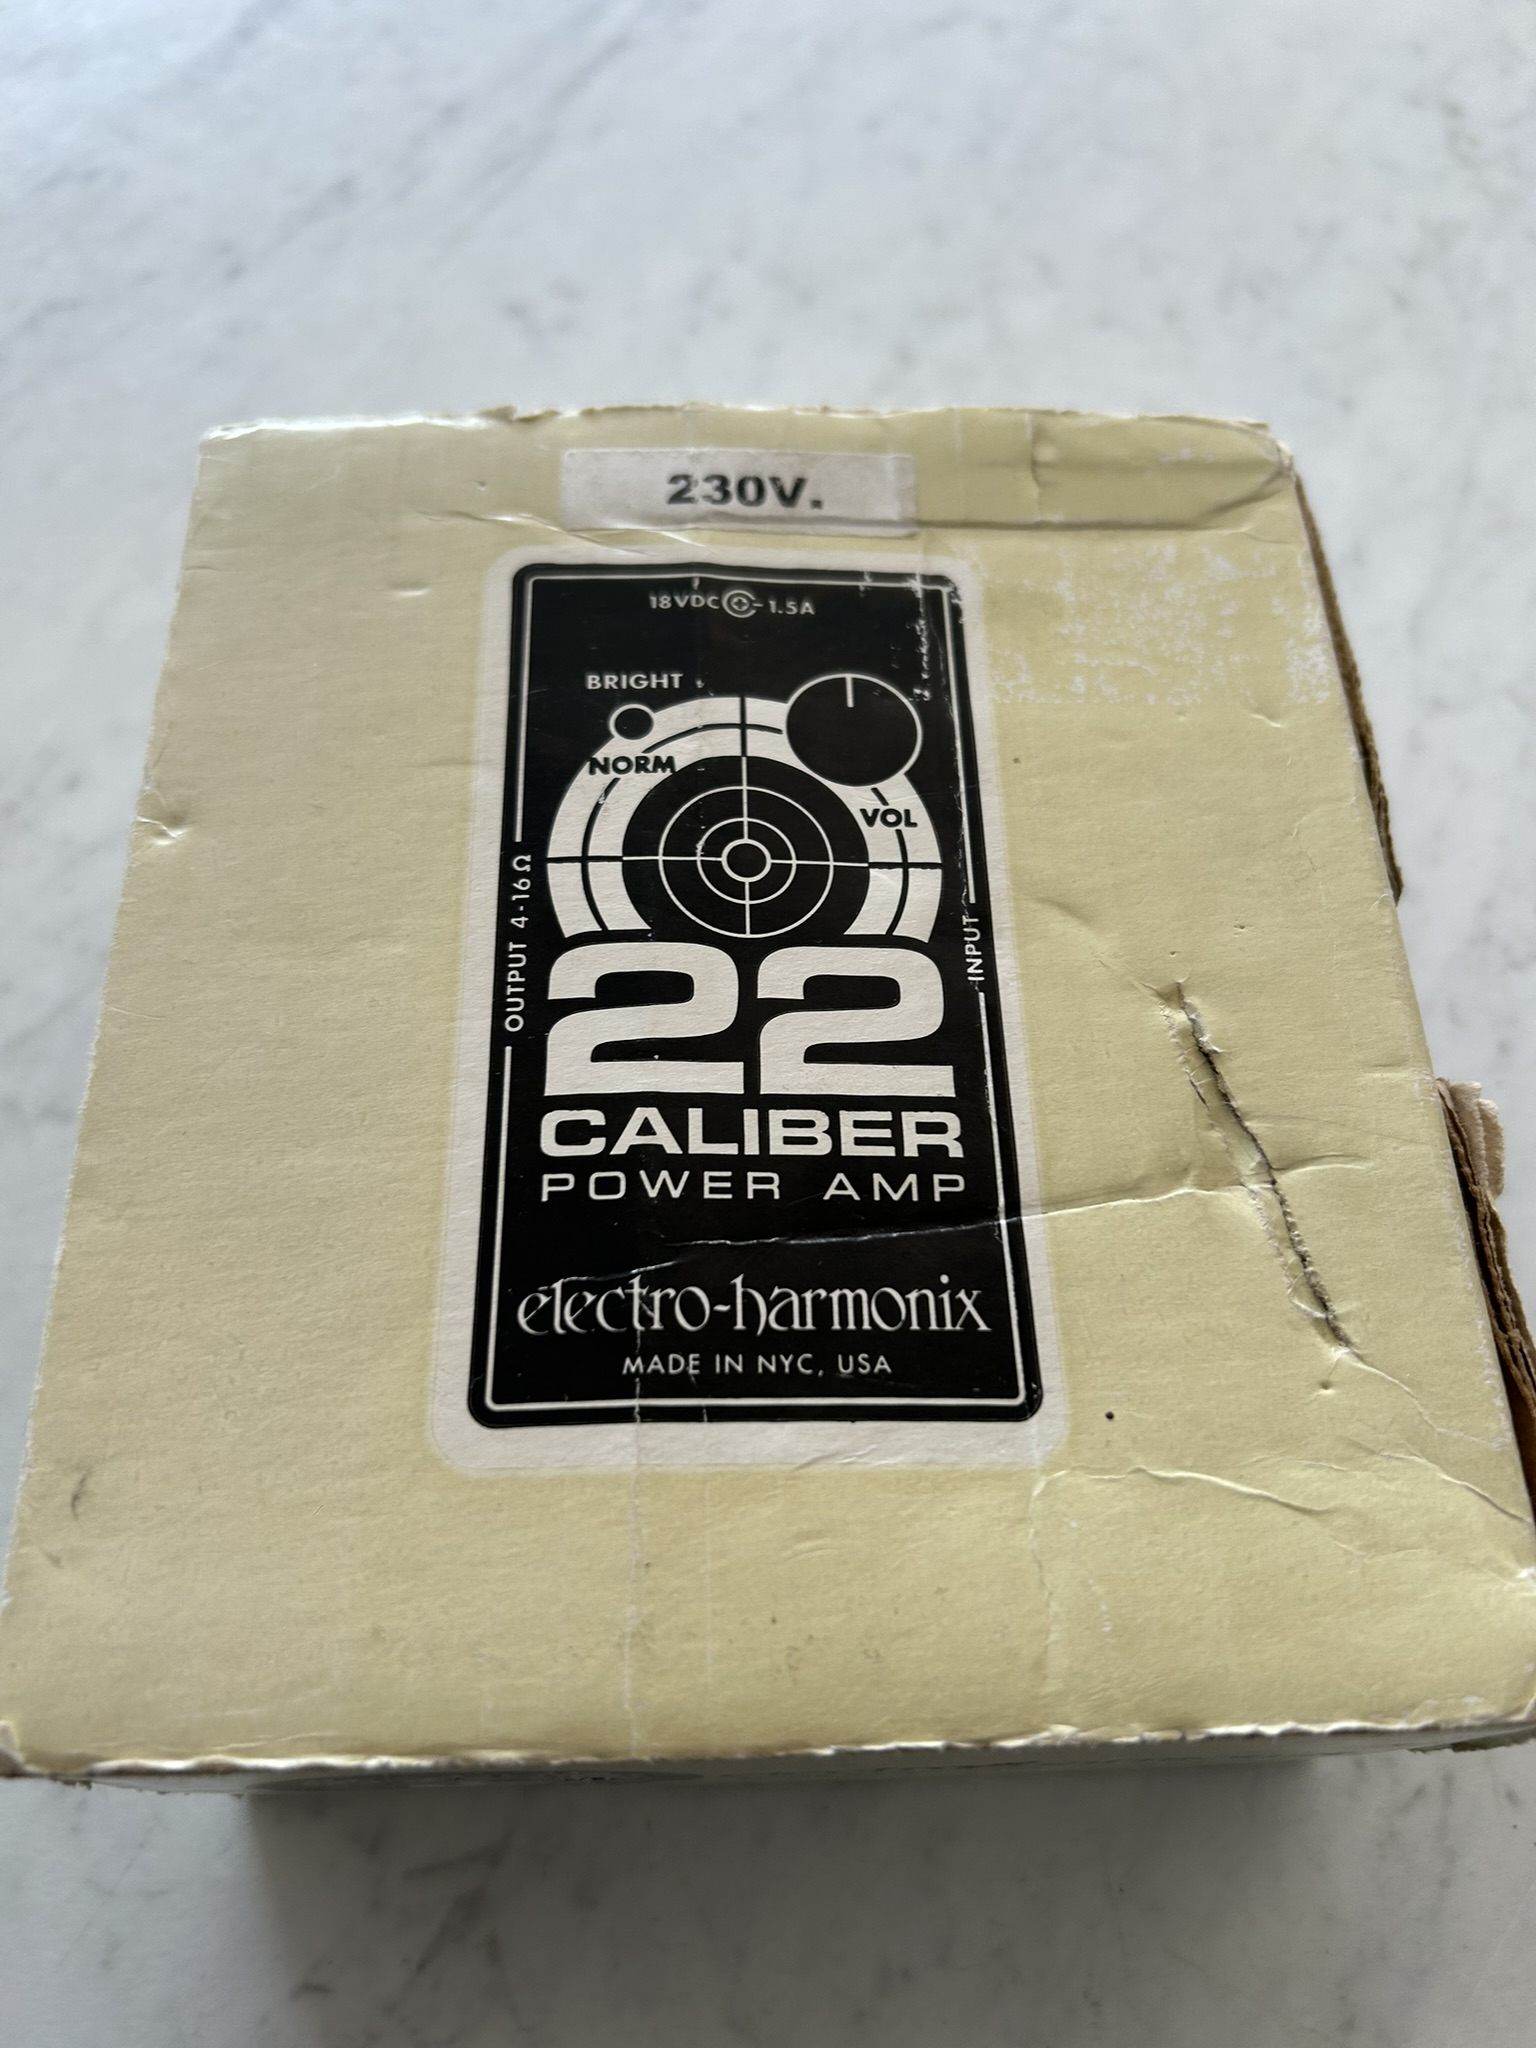 230V.
18VDC - 1.5A
BRIGHT
NORM
VOL
OUTPUT 4-16Ω
INPUT
22
CALIBER
POWER AMP
electro-harmonix
MADE IN NYC, USA